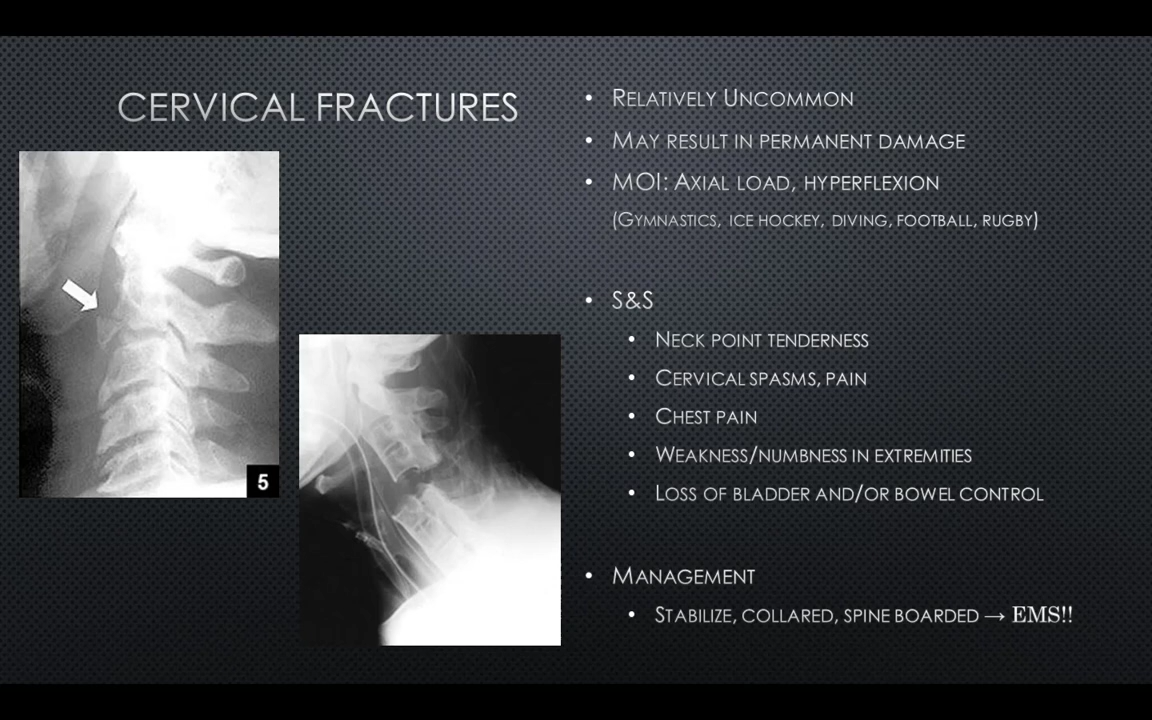 CERVICAL FRACTURES
• RELATIVELY UNCOMMON
• MAY RESULT IN PERMANENT DAMAGE
• MOI: AXIAL LOAD, HYPERFLEXION
(GYMNASTICS, ICE HOCKEY, DIVING, FOOTBALL, RUGBY)
• S&S
• NECK POINT TENDERNESS
• CERVICAL SPASMS, PAIN
• CHEST PAIN
• WEAKNESS/NUMBNESS IN EXTREMITIES
• LOSS OF BLADDER AND/OR BOWEL CONTROL
• MANAGEMENT
• STABILIZE, COLLARED, SPINE BOARDED → EMS!!
5